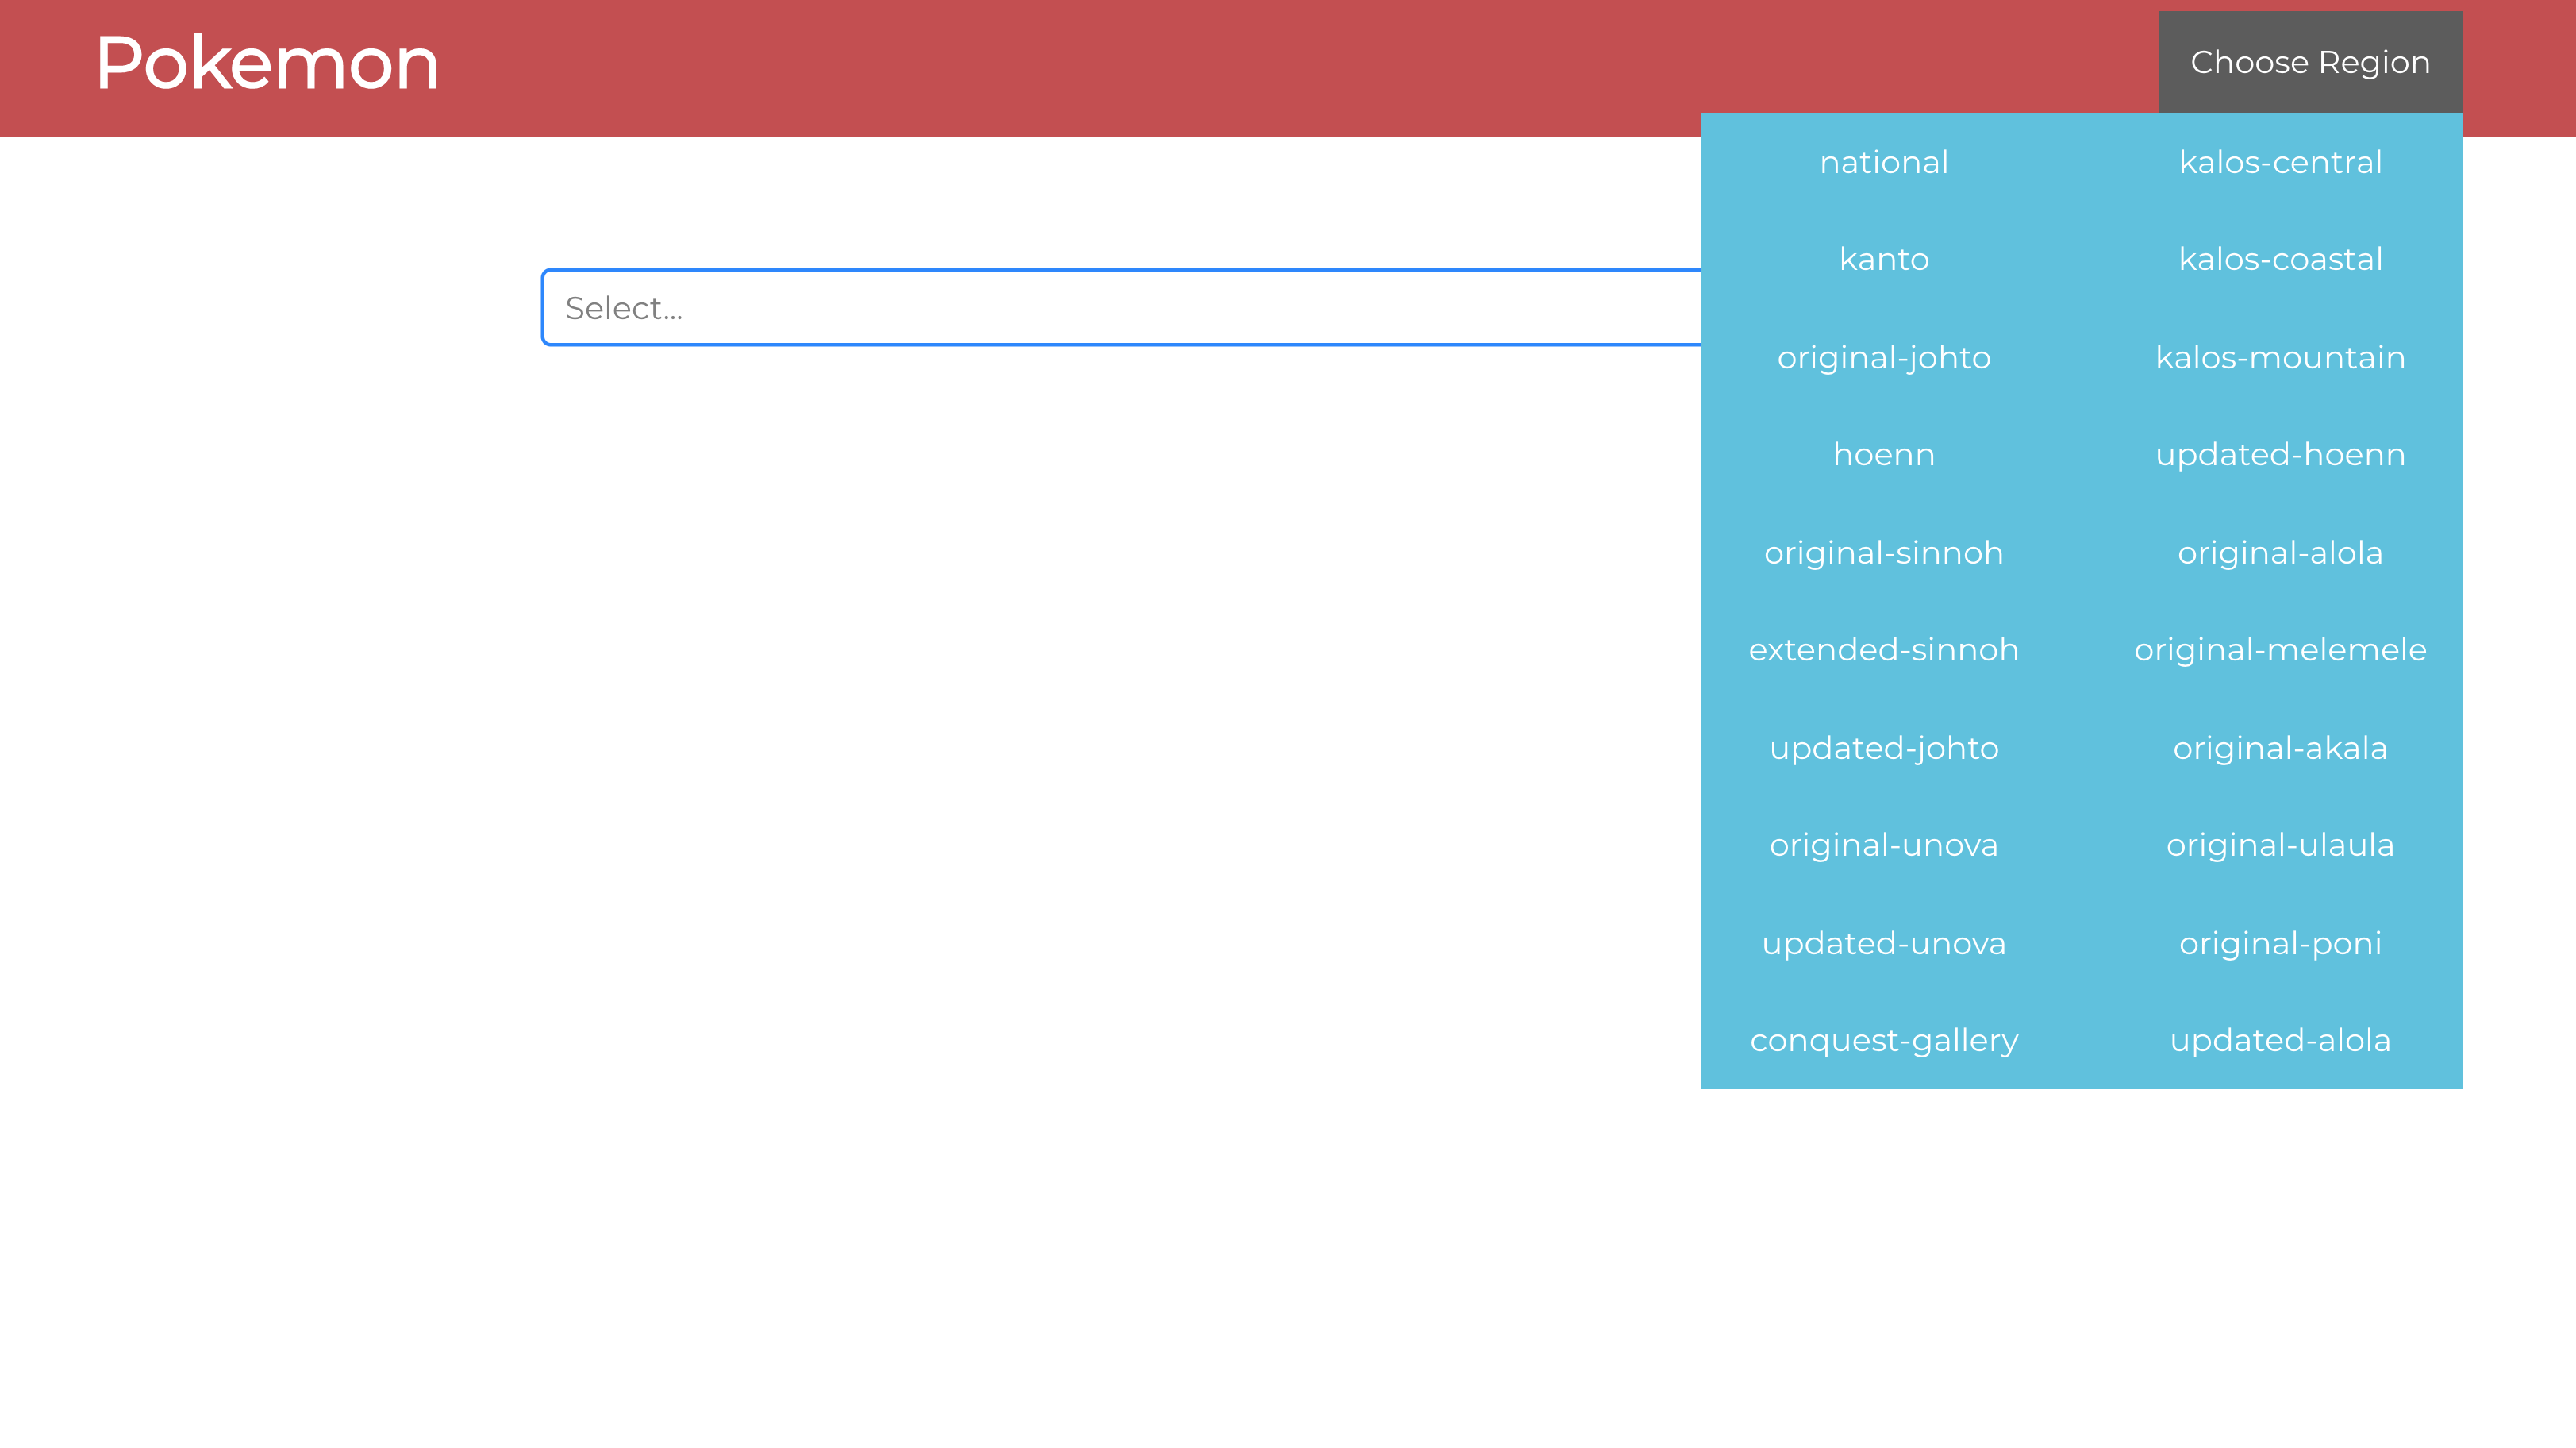 Pokemon
Choose Region
Select...
national
kanto
original-johto
hoenn
original-sinnoh
extended-sinnoh
updated-johto
original-unova
updated-unova
conquest-gallery
kalos-central
kalos-coastal
kalos-mountain
updated-hoenn
original-alola
original-melemele
original-akala
original-ulaula
original-poni
updated-alola